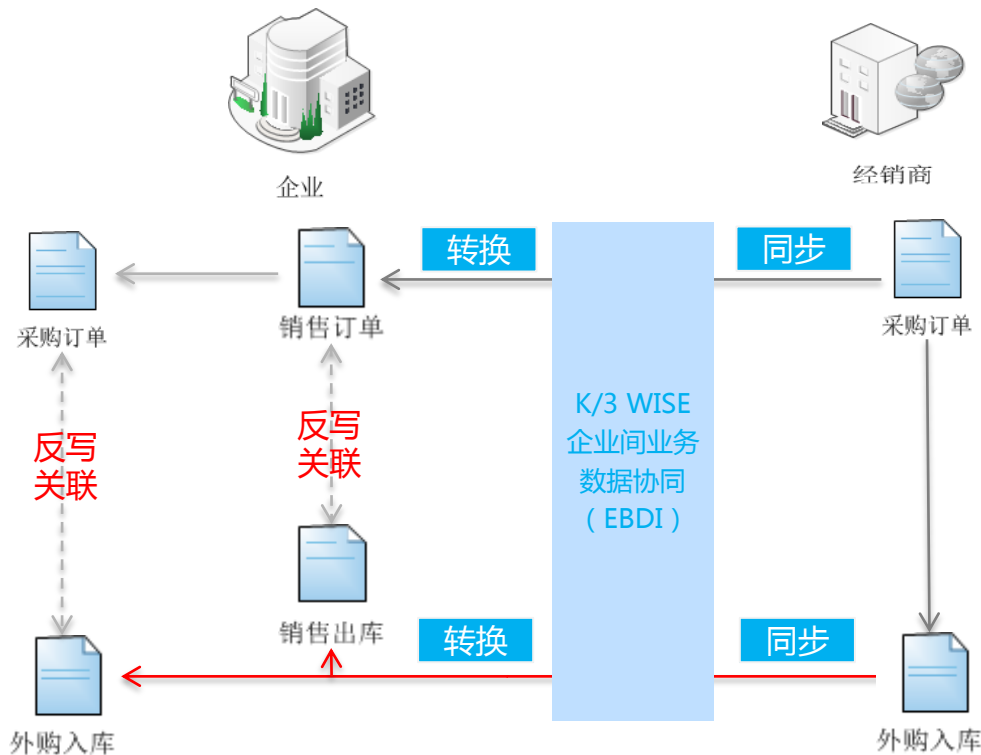 企业
经销商
转换
同步
采购订单
销售订单
采购订单
K/3 WISE
企业间业务
数据协同
（EBDI）
反写
关联
反写
关联
销售出库
转换
同步
外购入库
外购入库